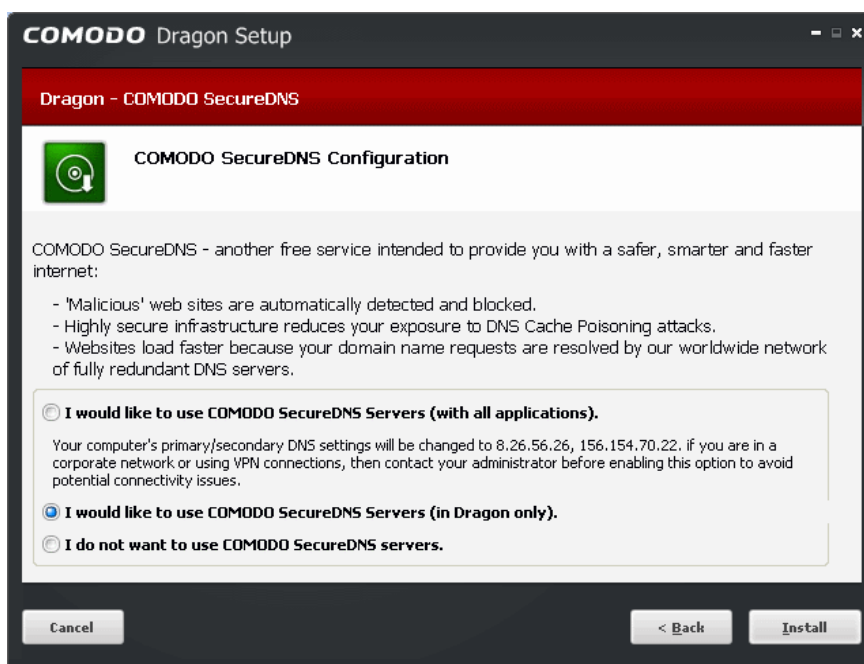 COMODO Dragon Setup
Dragon - COMODO SecureDNS
COMODO SecureDNS Configuration
COMODO SecureDNS - another free service intended to provide you with a safer, smarter and faster
internet:
- 'Malicious' web sites are automatically detected and blocked.
- Highly secure infrastructure reduces your exposure to DNS Cache Poisoning attacks.
- Websites load faster because your domain name requests are resolved by our worldwide network
of fully redundant DNS servers.
I would like to use COMODO SecureDNS Servers (with all applications).
Your computer's primary/secondary DNS settings will be changed to 8.26.56.26, 156.154.70.22. if you are in a
corporate network or using VPN connections, then contact your administrator before enabling this option to avoid
potential connectivity issues.
I would like to use COMODO SecureDNS Servers (in Dragon only).
I do not want to use COMODO SecureDNS servers.
Cancel
< Back
Install